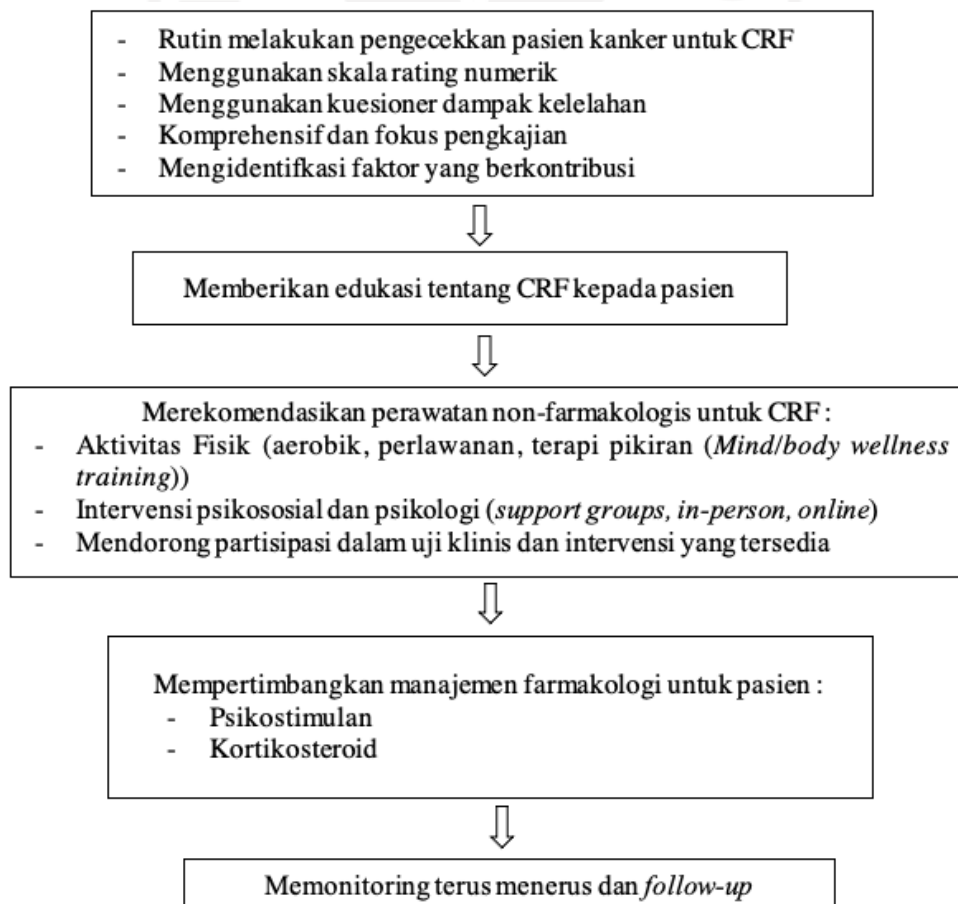 - Rutin melakukan pengecekkan pasien kanker untuk CRF
- Menggunakan skala rating numerik
- Menggunakan kuesioner dampak kelelahan
- Komprehensif dan fokus pengkajian
- Mengidentifkasi faktor yang berkontribusi
Memberikan edukasi tentang CRF kepada pasien
Merekomendasikan perawatan non-farmakologis untuk CRF :
- Aktivitas Fisik (aerobik, perlawanan, terapi pikiran (Mind/body wellness
training))
- Intervensi psikososial dan psikologi (support groups, in-person, online)
- Mendorong partisipasi dalam uji klinis dan intervensi yang tersedia
Mempertimbangkan manajemen farmakologi untuk pasien :
- Psikostimulan
- Kortikosteroid
Memonitoring terus menerus dan follow-up